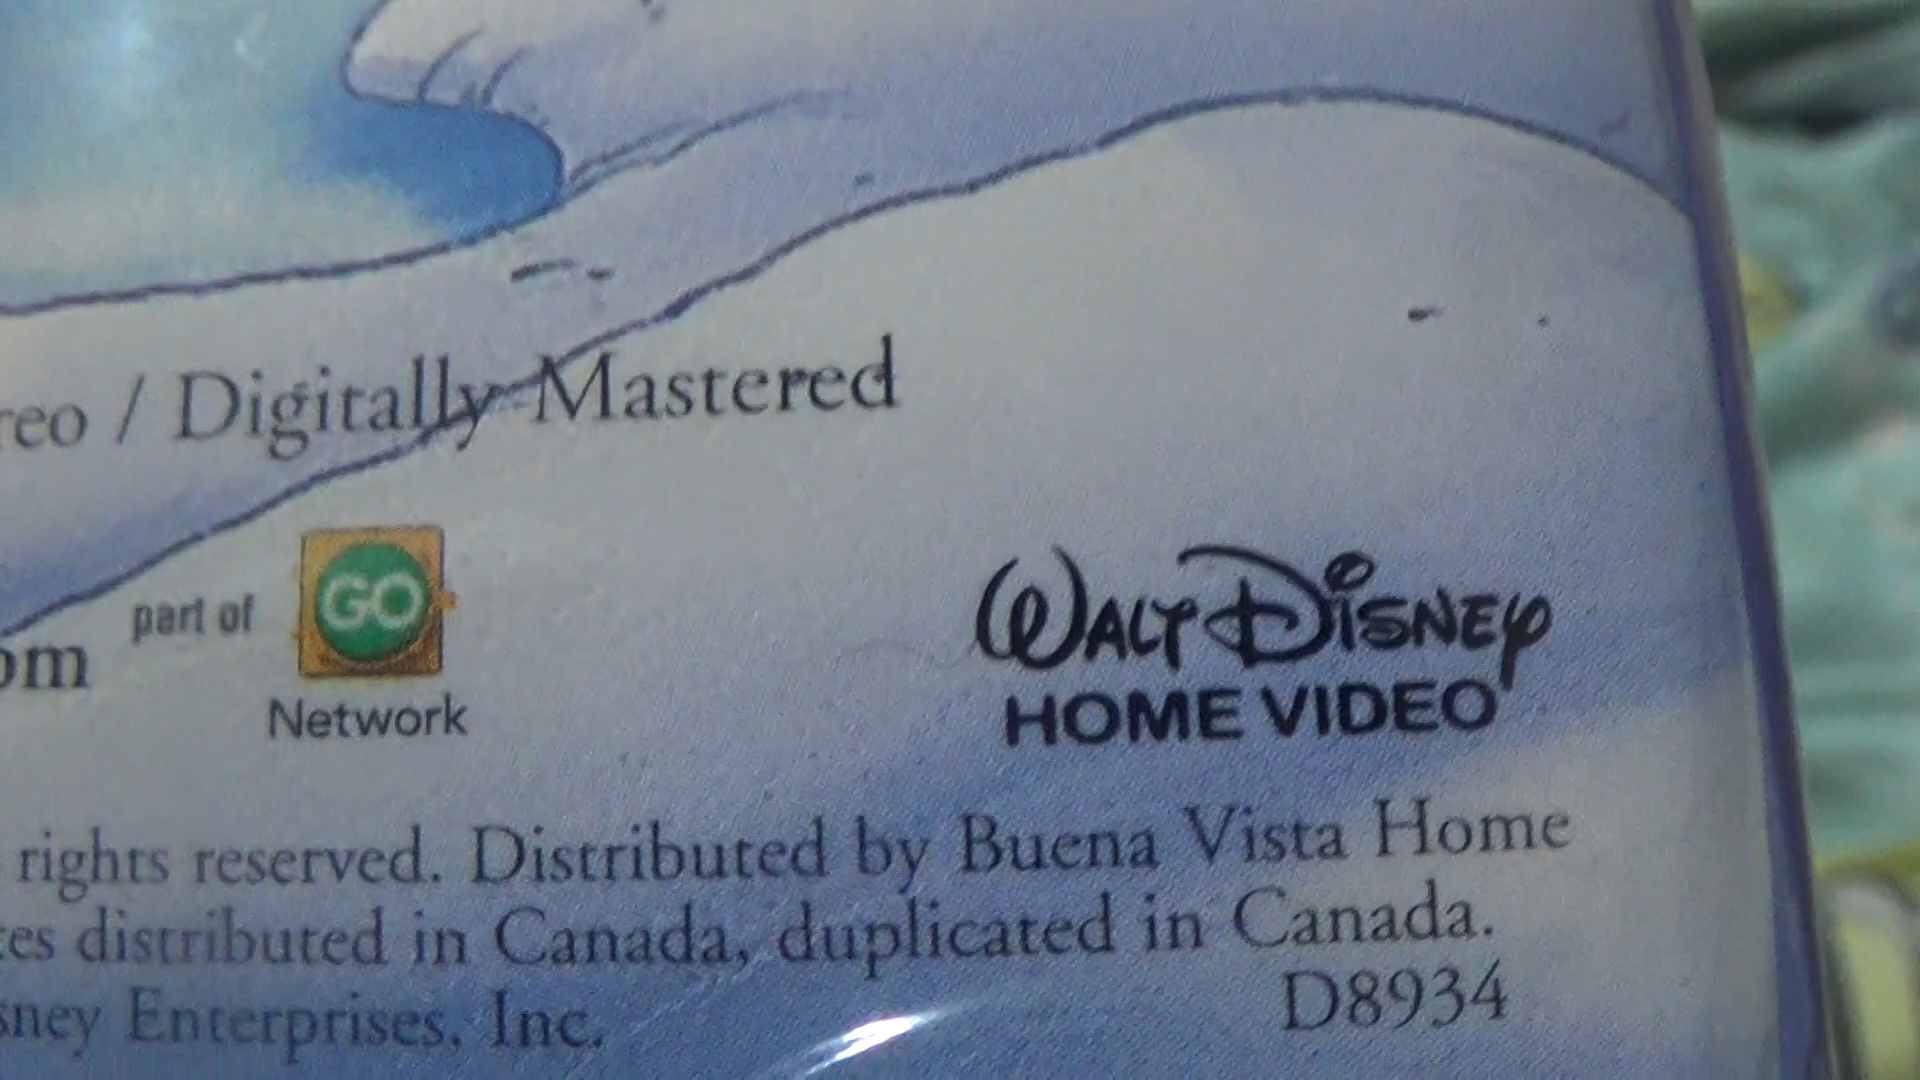 reo / Digitally Mastered
part of
GO
om
Network
WALT DISNEY
HOME VIDEO
rights reserved. Distributed by Buena Vista Home
es distributed in Canada, duplicated in Canada.
D8934
sney Enterprises, Inc.